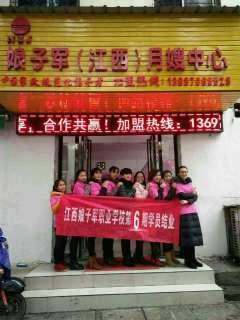 娘子军（江西）月嫂中心
享，合作共赢！加盟热线：1369
江西娘子军职业学校第6期学员结业